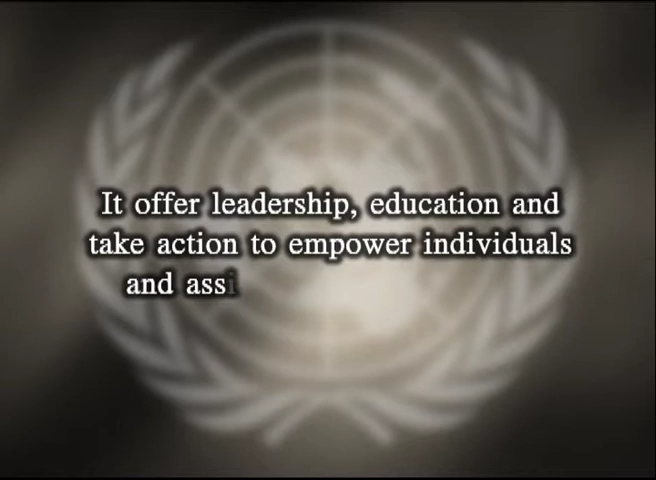 It offer leadership, education and
take action to empower individuals
and assi